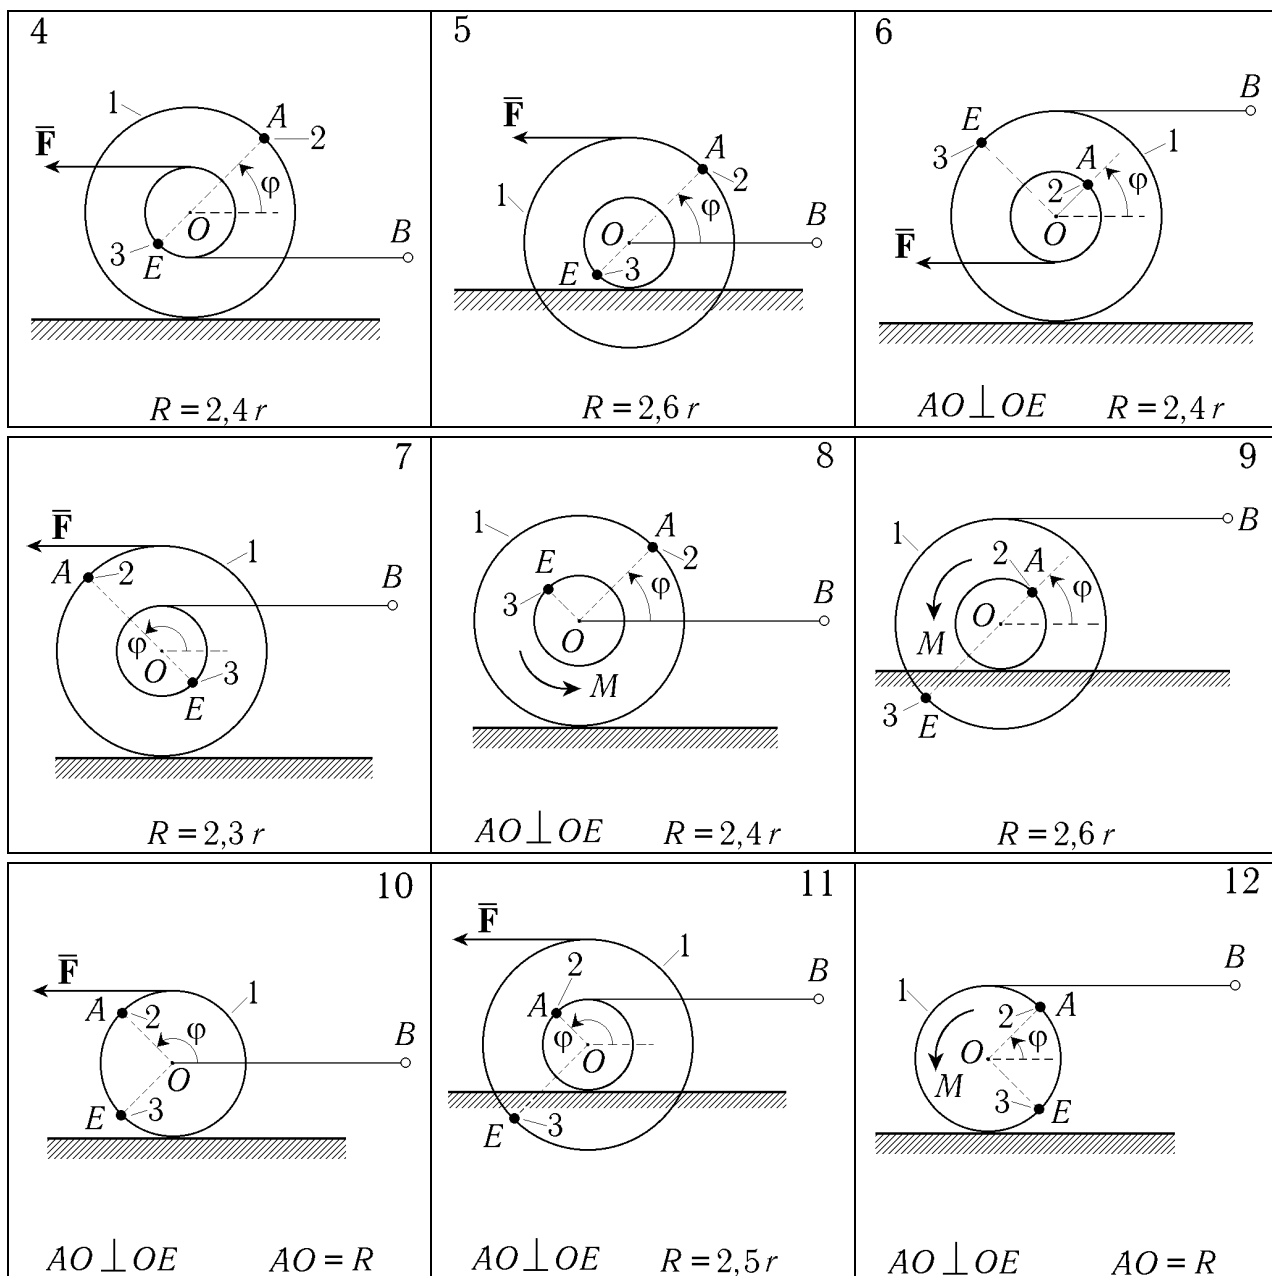 4
1
A
2
F̅
φ
O
3
E
B
R = 2,4 r
5
F̅
A
2
1
φ
O
B
E
3
R = 2,6 r
6
B
E
3
1
A
2
φ
O
F̅
AO ⊥ OE R = 2,4 r
7
F̅
1
A
2
B
φ
O
3
E
R = 2,3 r
8
1
A
2
E
φ
3
B
O
M
AO ⊥ OE R = 2,4 r
9
B
1
2
A
φ
O
M
3
E
R = 2,6 r
10
F̅
1
A
2
φ
B
O
E
3
AO ⊥ OE AO = R
11
F̅
1
2
B
A
φ
O
E
3
AO ⊥ OE R = 2,5 r
12
B
1
A
2
φ
O
M
3
E
AO ⊥ OE AO = R